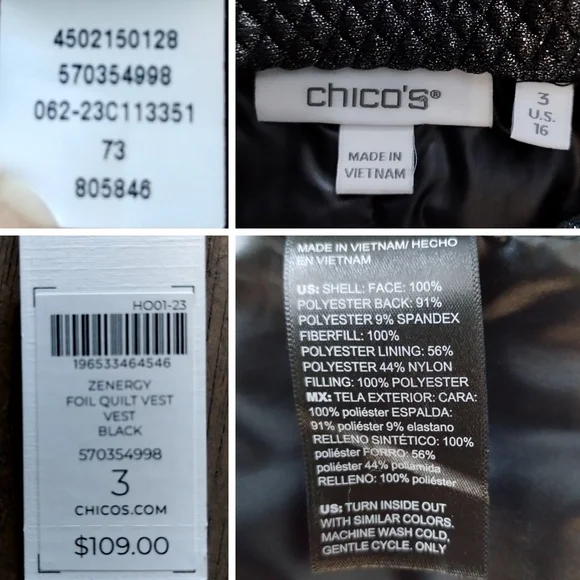 4502150128
570354998
062-23C113351
73
805846
chico's®
MADE IN
VIETNAM
3
U.S.
16
HO01-23
196533464546
ZENERGY
FOIL QUILT VEST
VEST
BLACK
570354998
3
CHICOS.COM
$109.00
MADE IN VIETNAM/ HECHO
EN VIETNAM
US: SHELL: FACE: 100%
POLYESTER BACK: 91%
POLYESTER 9% SPANDEX
FIBERFILL: 100%
POLYESTER LINING: 56%
POLYESTER 44% NYLON
FILLING: 100% POLYESTER
MX: TELA EXTERIOR: CARA:
100% poliéster ESPALDA:
91% poliéster 9% elastano
RELLENO SINTÉTICO: 100%
poliéster FORRO: 56%
poliéster 44% poliamida
RELLENO: 100% poliéster
US: TURN INSIDE OUT
WITH SIMILAR COLORS.
MACHINE WASH COLD,
GENTLE CYCLE. ONLY